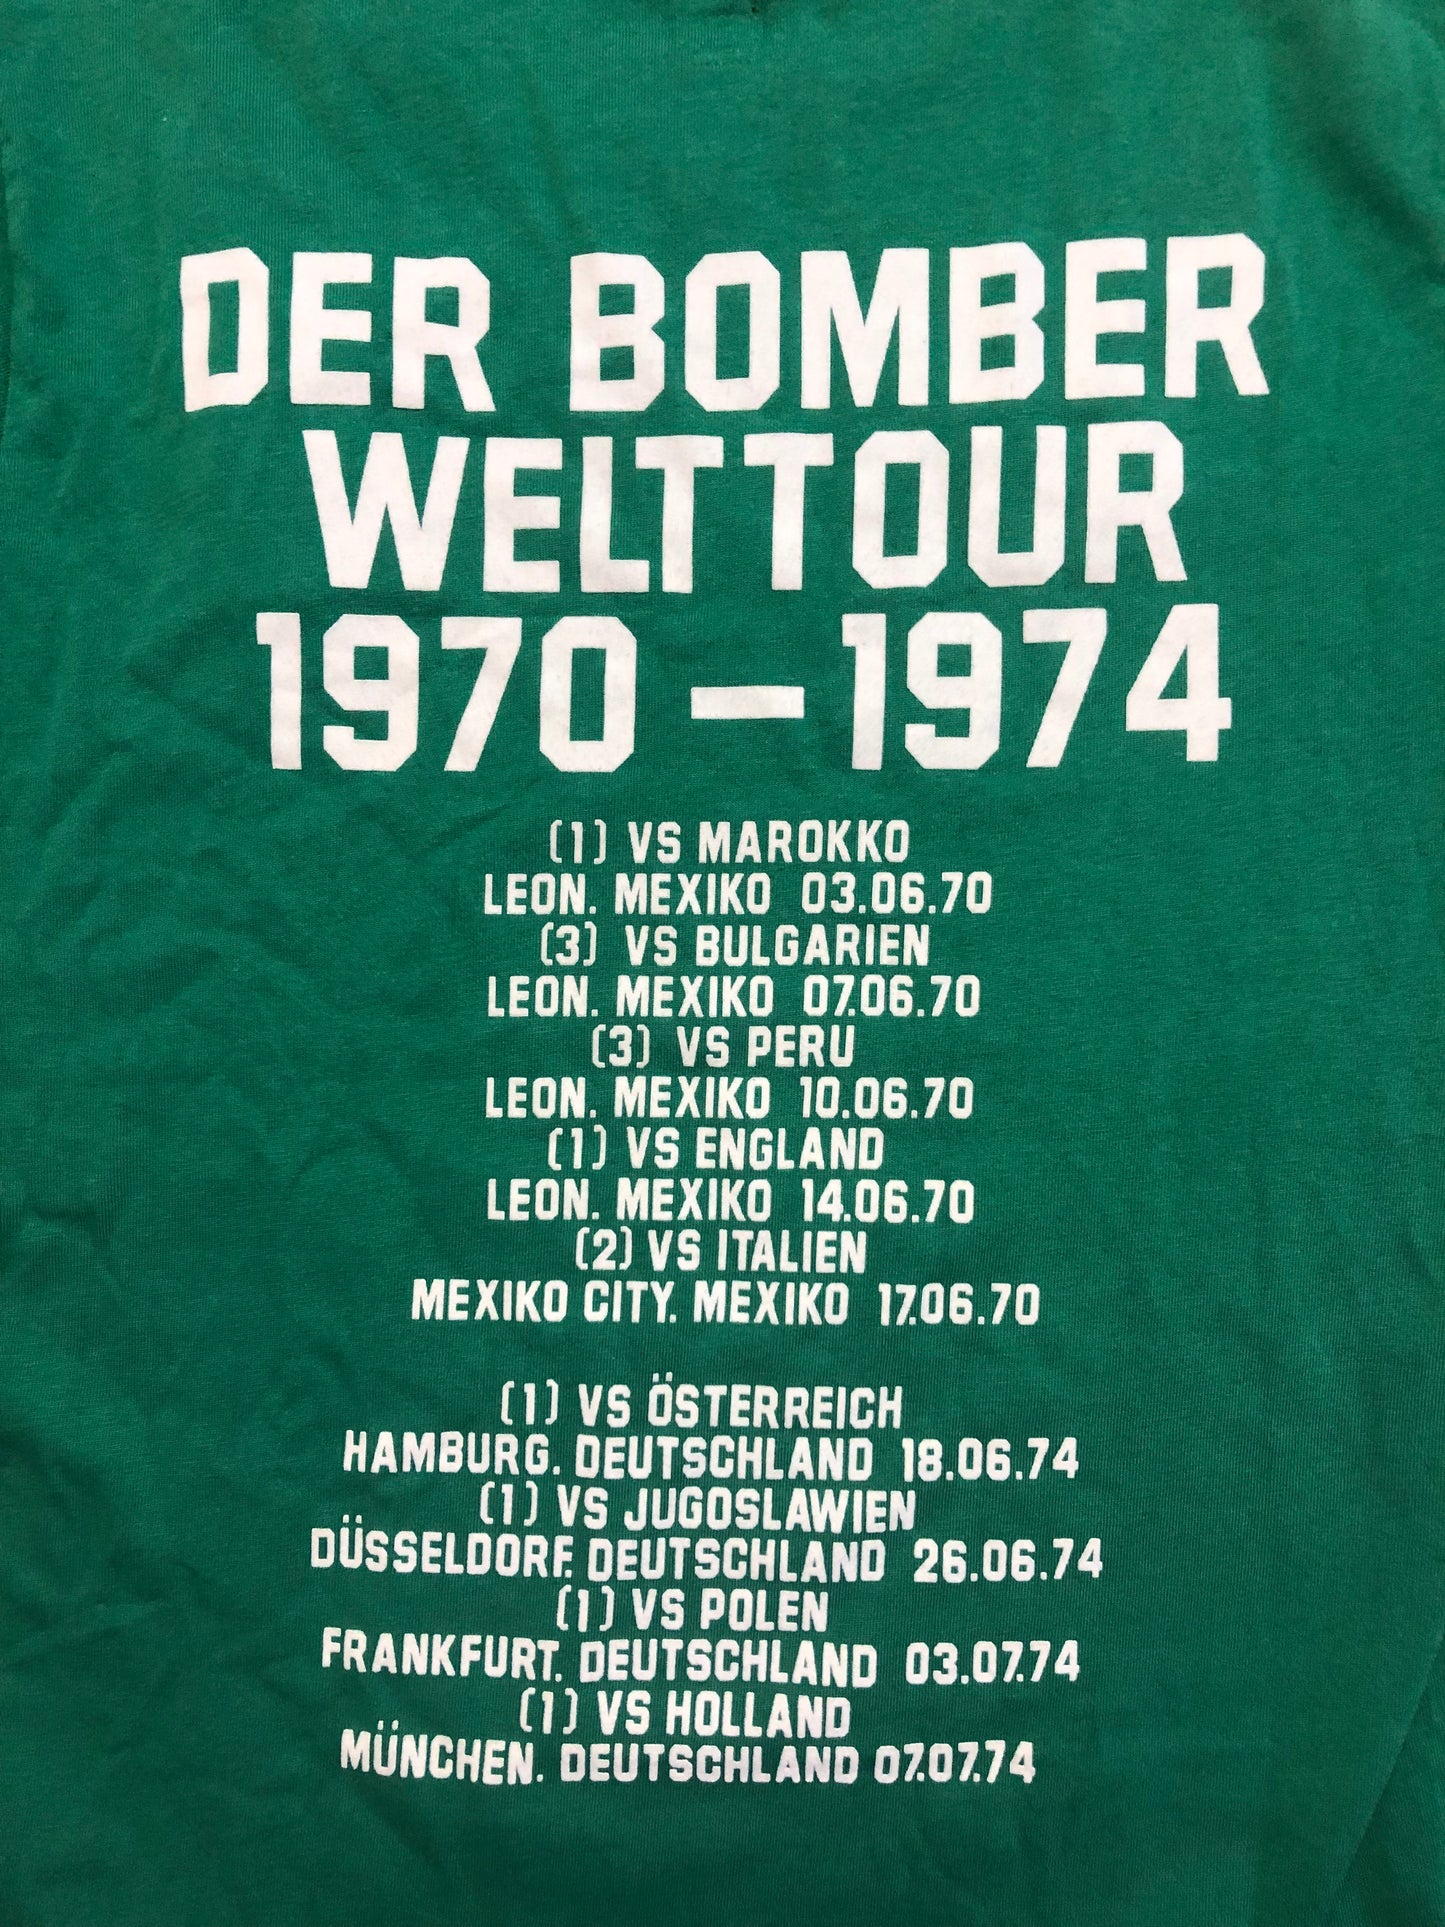 DER BOMBER
WELTTOUR
1970 – 1974
(1) VS MAROKKO
LEON. MEXIKO 03.06.70
(3) VS BULGARIEN
LEON. MEXIKO 07.06.70
(3) VS PERU
LEON. MEXIKO 10.06.70
(1) VS ENGLAND
LEON. MEXIKO 14.06.70
(2) VS ITALIEN
MEXIKO CITY. MEXIKO 17.06.70
(1) VS ÖSTERREICH
HAMBURG. DEUTSCHLAND 18.06.74
(1) VS JUGOSLAWIEN
DÜSSELDORF. DEUTSCHLAND 26.06.74
(1) VS POLEN
FRANKFURT. DEUTSCHLAND 03.07.74
(1) VS HOLLAND
MÜNCHEN. DEUTSCHLAND 07.07.74